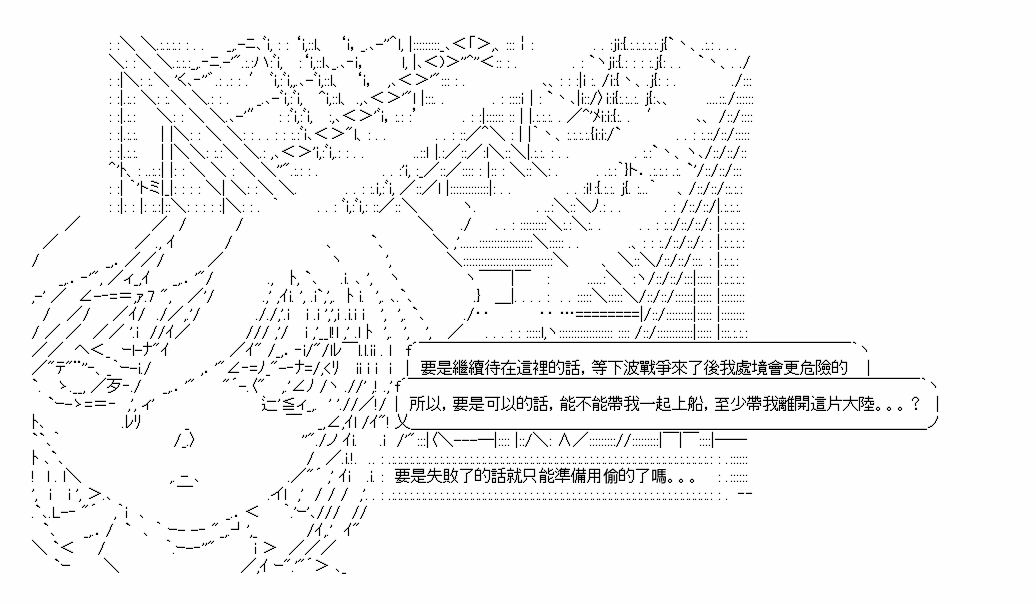 要是繼續待在這裡的話，等下波戰爭來了後我處境會更危險的
所以，要是可以的話，能不能帶我一起上船，至少帶我離開這片大陸。。。？
要是失敗了的話就只能準備用偷的了嗎。。。